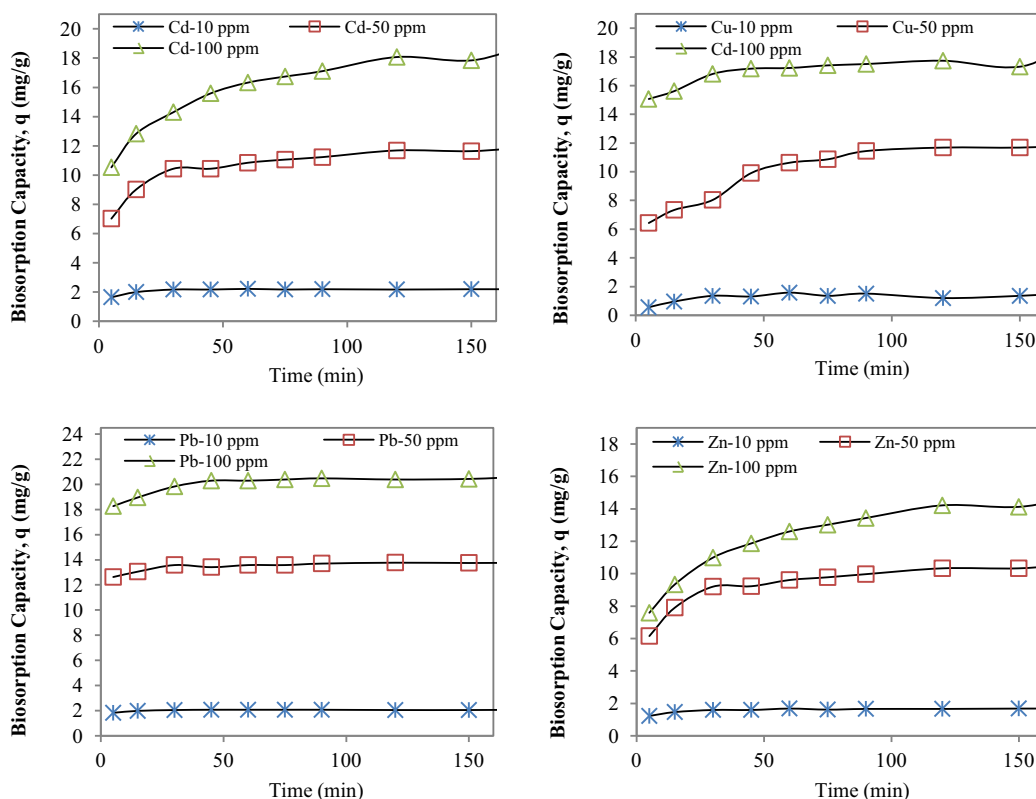 Biosorption Capacity, q (mg/g)
20
18
16
14
12
10
8
6
4
2
0
Cd-10 ppm Cd-50 ppm
Cd-100 ppm
0 50 100 150
Time (min)
Biosorption Capacity, q (mg/g)
20
18
16
14
12
10
8
6
4
2
0
Cu-10 ppm Cu-50 ppm
Cd-100 ppm
0 50 100 150
Time (min)
Biosorption Capacity, q (mg/g)
24
22
20
18
16
14
12
10
8
6
4
2
0
Pb-10 ppm Pb-50 ppm
Pb-100 ppm
0 50 100 150
Time (min)
Biosorption Capacity, q (mg/g)
18
16
14
12
10
8
6
4
2
0
Zn-10 ppm Zn-50 ppm
Zn-100 ppm
0 50 100 150
Time (min)